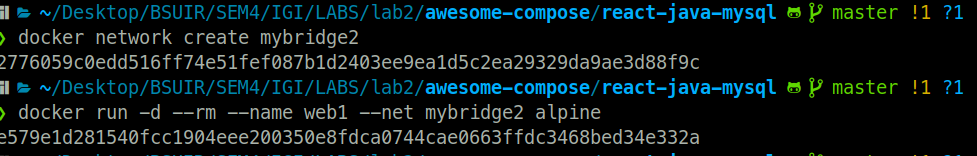 ~/Desktop/BSUIR/SEM4/IGI/LABS/lab2/awesome-compose/react-java-mysql master !1 ?1
❯ docker network create mybridge2
2776059c0edd516ff74e51fef087b1d2403ee9ea1d5c2ea29329da9ae3d88f9c
~/Desktop/BSUIR/SEM4/IGI/LABS/lab2/awesome-compose/react-java-mysql master !1 ?1
❯ docker run -d --rm --name web1 --net mybridge2 alpine
e579e1d281540fcc1904eee200350e8fdca0744cae0663ffdc3468bed34e332a